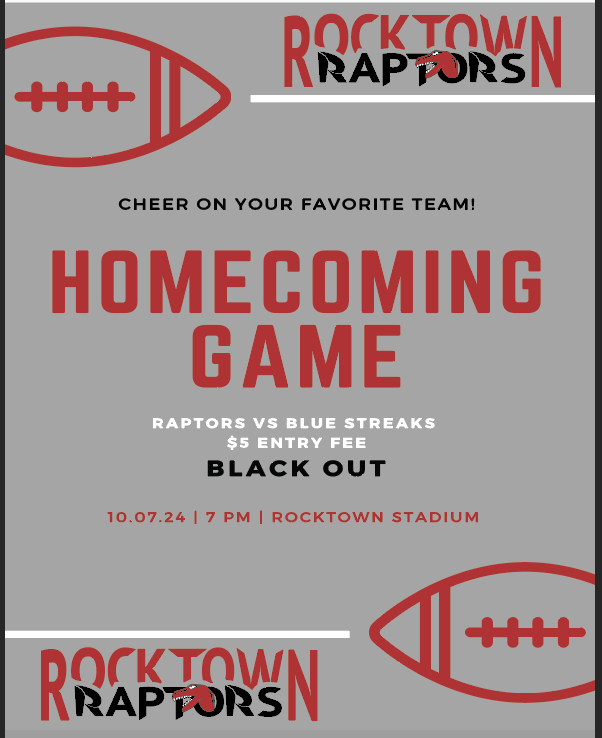 ROCKTOWN
RAPTORS
CHEER ON YOUR FAVORITE TEAM!
HOMECOMING
GAME
RAPTORS VS BLUE STREAKS
$5 ENTRY FEE
BLACK OUT
10.07.24 | 7 PM | ROCKTOWN STADIUM
ROCKTOWN
RAPTORS